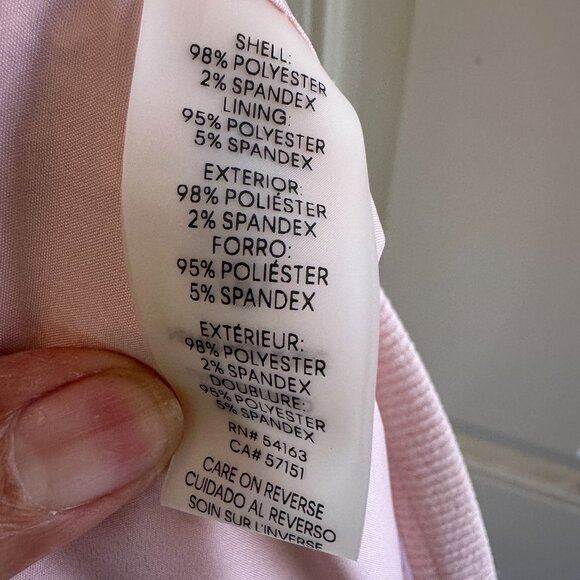 SHELL:
98% POLYESTER
2% SPANDEX
LINING:
95% POLYESTER
5% SPANDEX
EXTERIOR:
98% POLIÉSTER
2% SPANDEX
FORRO:
95% POLIÉSTER
5% SPANDEX
EXTÉRIEUR:
98% POLYESTER
2% SPANDEX
DOUBLURE:
95% POLYESTER
5% SPANDEX
RN# 54163
CA# 57151
CARE ON REVERSE
CUIDADO AL REVERSO
SOIN SUR L'INVERSE